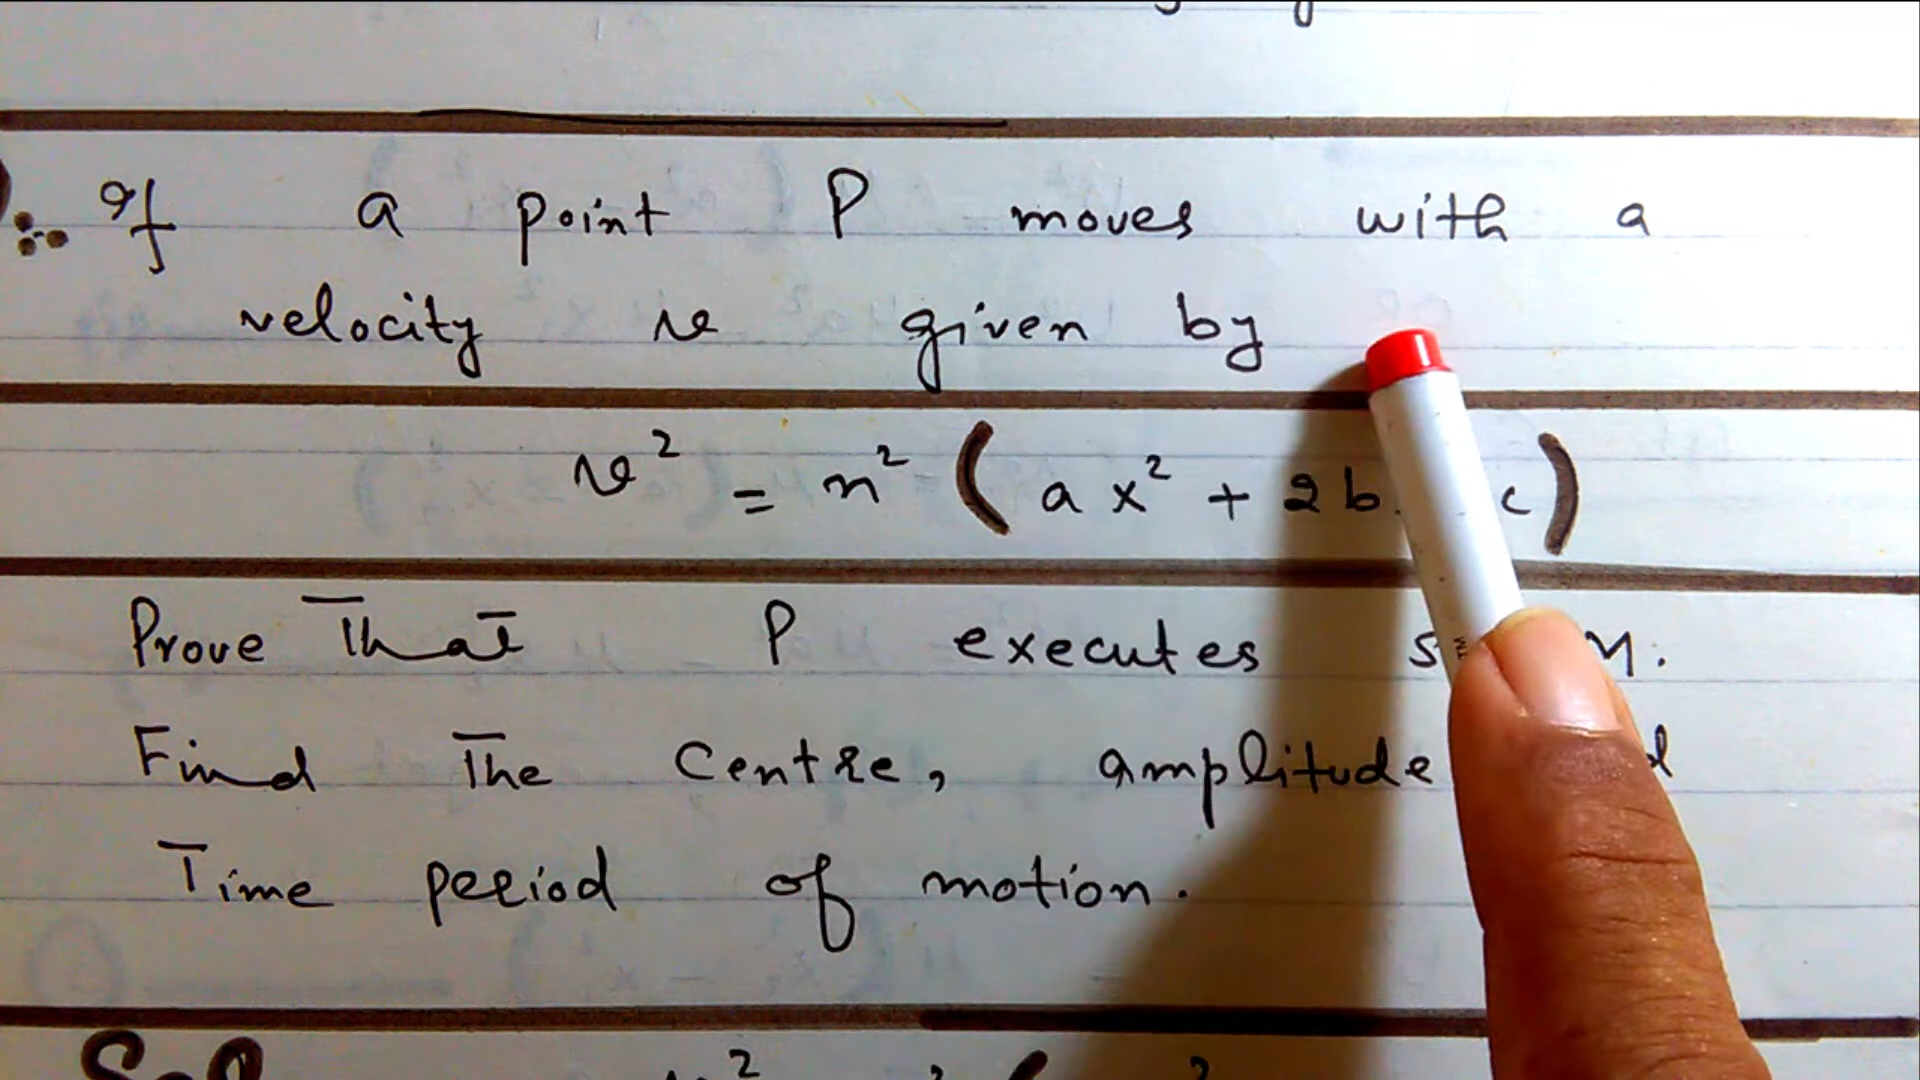 If a point P moves with a
velocity v given by
v² = n² ( ax² + 2b c)
Prove That P executes
Find The Centre, amplitude
Time period of motion.
Sol